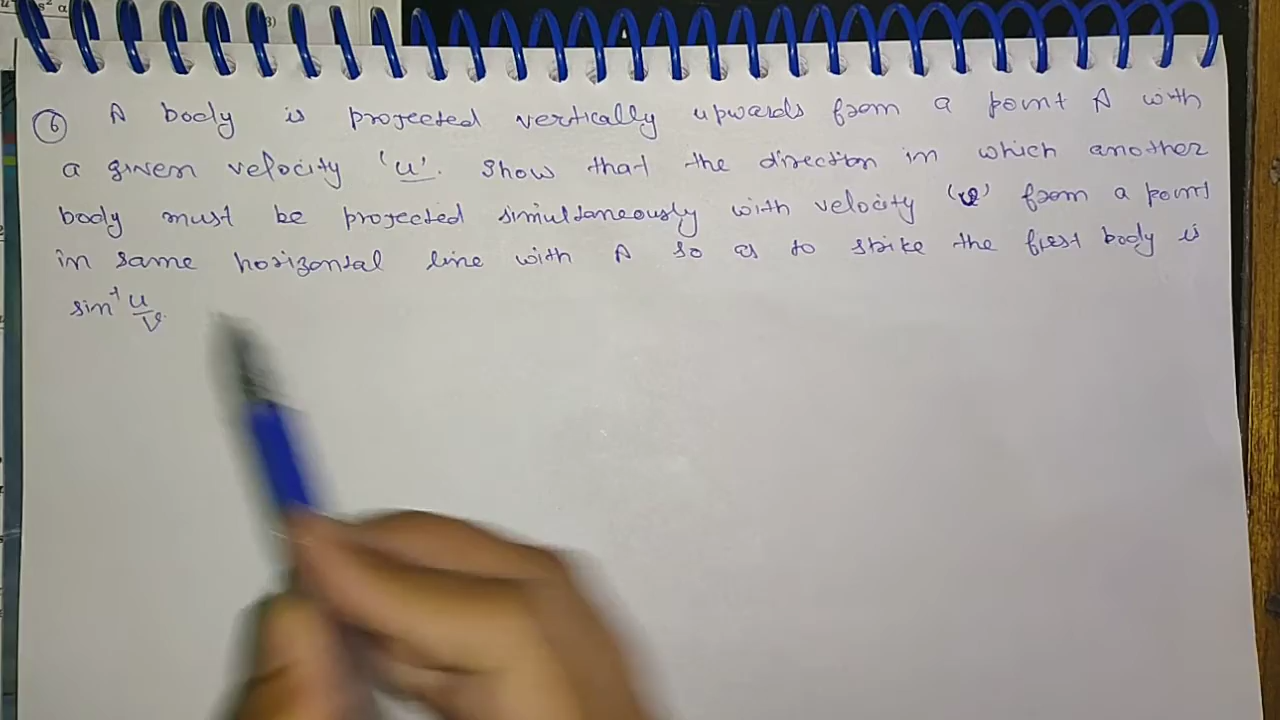 ⑥ A body is projected vertically upwards from a point A with
a given velocity 'u'. Show that the direction in which another
body must be projected simultaneously with velocity 'v' from a point
in same horizontal line with A so as to strike the first body is
sin⁻¹ u/v.